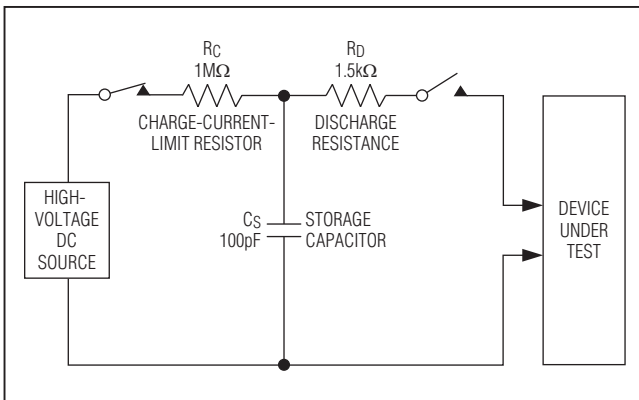 RC
1MΩ
CHARGE-CURRENT-
LIMIT RESISTOR
RD
1.5kΩ
DISCHARGE
RESISTANCE
HIGH-
VOLTAGE
DC
SOURCE
CS
100pF
STORAGE
CAPACITOR
DEVICE
UNDER
TEST